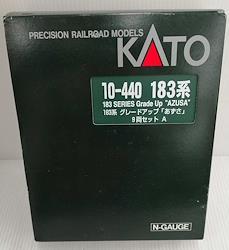 PRECISION RAILROAD MODELS
KATO
10-440 183系
183 SERIES Grade Up "AZUSA"
183系 グレードアップ「あずさ」
9両セット A
N-GAUGE